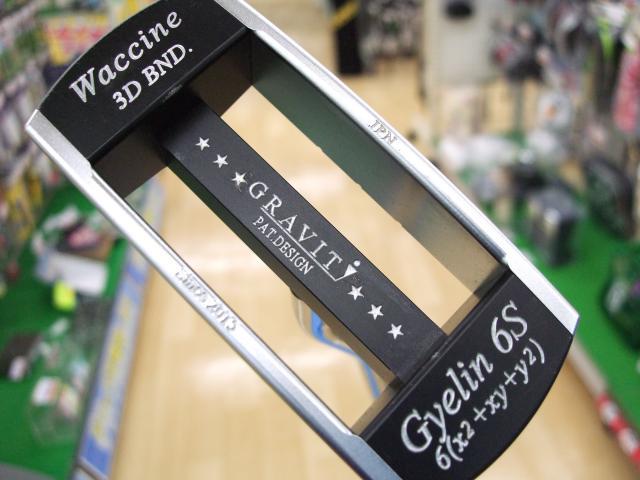 Waccine
3D BND.
JPN
★★★GRAVITY★★★
PAT.DESIGN
Since 2013
Gyelin 6S
6(x2+xy+y2)